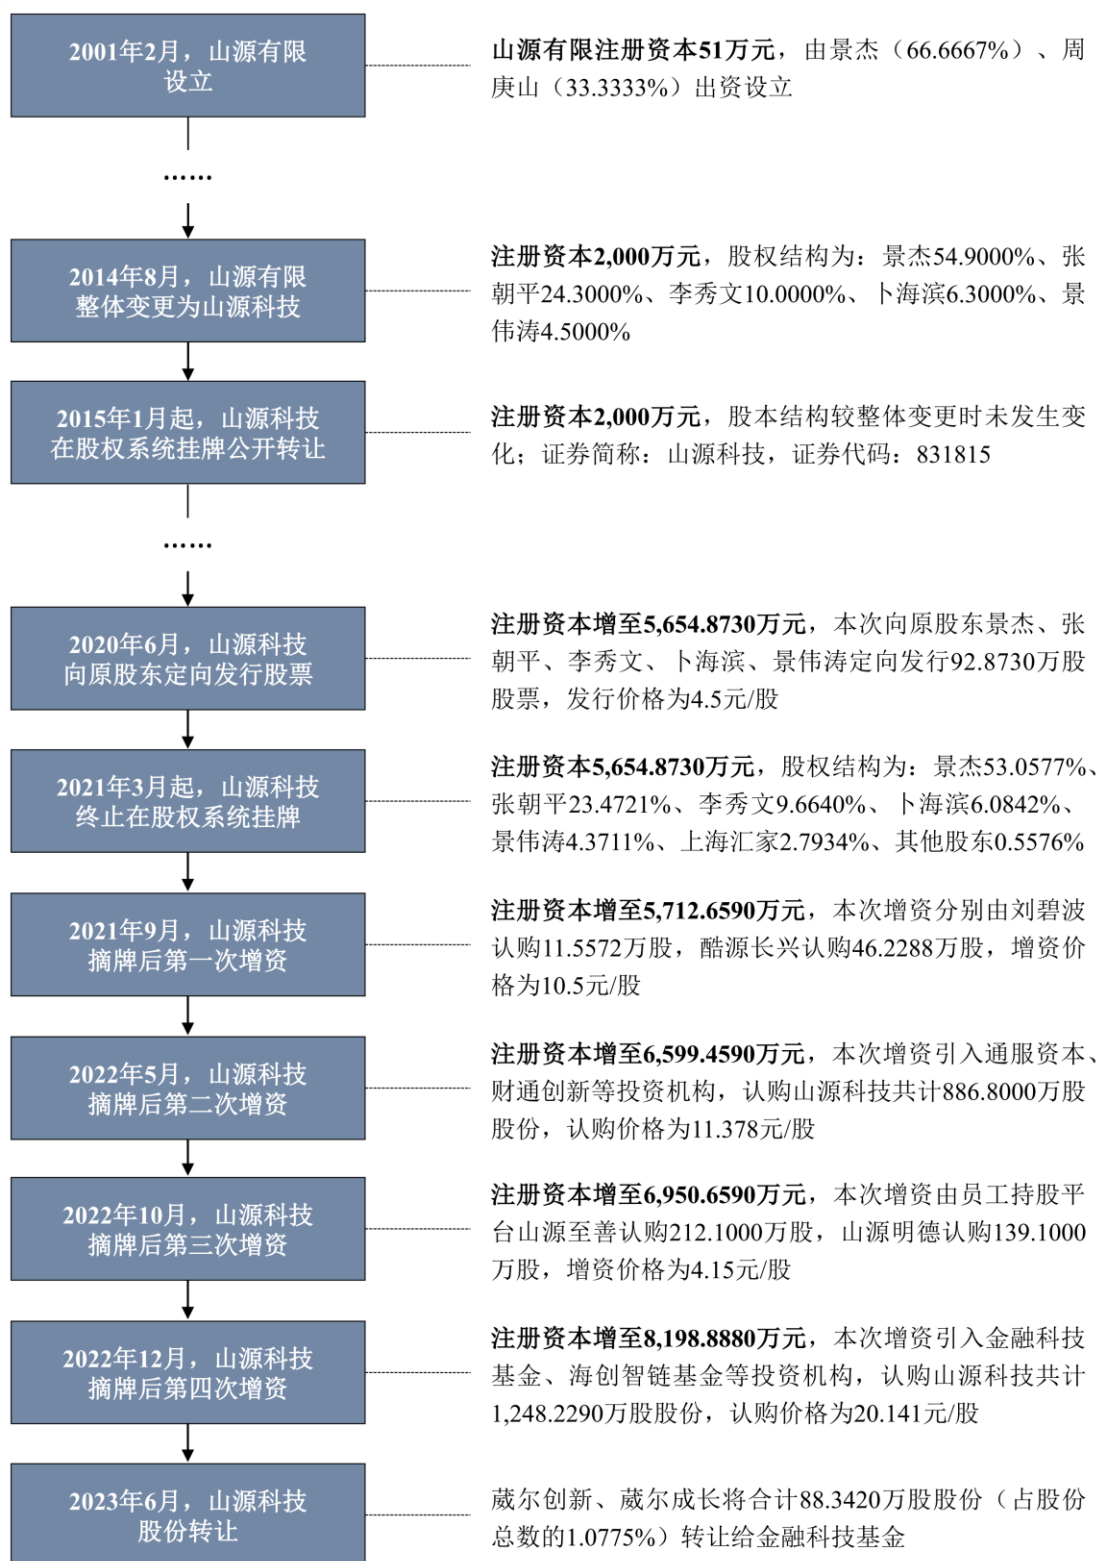 2001年2月，山源有限
设立
山源有限注册资本51万元，由景杰（66.6667%）、周
庚山（33.3333%）出资设立
……
2014年8月，山源有限
整体变更为山源科技
注册资本2,000万元，股权结构为：景杰54.9000%、张
朝平24.3000%、李秀文10.0000%、卜海滨6.3000%、景
伟涛4.5000%
2015年1月起，山源科技
在股权系统挂牌公开转让
注册资本2,000万元，股本结构较整体变更时未发生变
化；证券简称：山源科技，证券代码：831815
……
2020年6月，山源科技
向原股东定向发行股票
注册资本增至5,654.8730万元，本次向原股东景杰、张
朝平、李秀文、卜海滨、景伟涛定向发行92.8730万股
股票，发行价格为4.5元/股
2021年3月起，山源科技
终止在股权系统挂牌
注册资本5,654.8730万元，股权结构为：景杰53.0577%、
张朝平23.4721%、李秀文9.6640%、卜海滨6.0842%、
景伟涛4.3711%、上海汇家2.7934%、其他股东0.5576%
2021年9月，山源科技
摘牌后第一次增资
注册资本增至5,712.6590万元，本次增资分别由刘碧波
认购11.5572万股，酷源长兴认购46.2288万股，增资价
格为10.5元/股
2022年5月，山源科技
摘牌后第二次增资
注册资本增至6,599.4590万元，本次增资引入通服资本、
财通创新等投资机构，认购山源科技共计886.8000万股
股份，认购价格为11.378元/股
2022年10月，山源科技
摘牌后第三次增资
注册资本增至6,950.6590万元，本次增资由员工持股平
台山源至善认购212.1000万股，山源明德认购139.1000
万股，增资价格为4.15元/股
2022年12月，山源科技
摘牌后第四次增资
注册资本增至8,198.8880万元，本次增资引入金融科技
基金、海创智链基金等投资机构，认购山源科技共计
1,248.2290万股股份，认购价格为20.141元/股
2023年6月，山源科技
股份转让
葳尔创新、葳尔成长将合计88.3420万股股份（占股份
总数的1.0775%）转让给金融科技基金